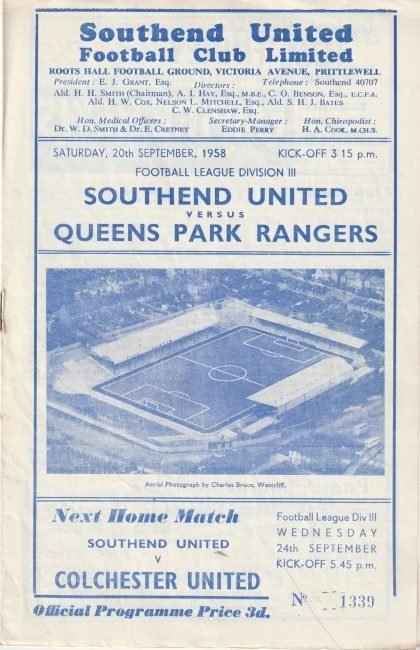 Southend United
Football Club Limited
ROOTS HALL FOOTBALL GROUND, VICTORIA AVENUE, PRITTLEWELL
President : E. J. GRANT, Esq. Telephone : Southend 40707
Directors :
Ald. H. H. SMITH (Chairman), A. I. HAY, Esq., M.B.E., C. O. BENSON, Esq., E.C.F.A.
Ald. H. W. COX, NELSON L. MITCHELL, Esq., Ald. S. H. J. BATES
C. W. CLENSHAW, Esq.
Hon. Medical Officers : Secretary-Manager : Hon. Chiropodist :
Dr. W. D. SMITH & Dr. E. CRETNEY EDDIE PERRY H. A. COOK, M.CH.S.
SATURDAY, 20th SEPTEMBER, 1958 KICK-OFF 3 15 p.m.
FOOTBALL LEAGUE DIVISION III
SOUTHEND UNITED
VERSUS
QUEENS PARK RANGERS
Aerial Photograph by Charles Bruce, Westcliff.
Next Home Match
SOUTHEND UNITED
V
COLCHESTER UNITED
Football League Div III
WEDNESDAY
24th SEPTEMBER
KICK-OFF 5.45 p.m.
Official Programme Price 3d.
No 1339